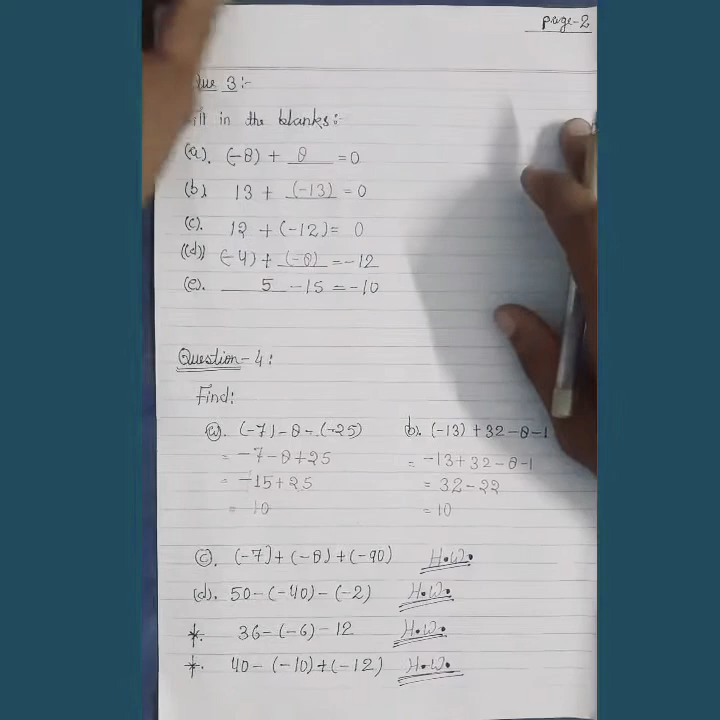 page-2
Que 3:-
Fill in the blanks:-
(a). (-8) + 8 = 0
(b). 13 + (-13) = 0
(c). 12 + (-12) = 0
(d) (-4) + (-8) = -12
(e). 5 - 15 = -10
Question-4:
Find:
(a). (-7) - 8 - (-25)
= -7 - 8 + 25
= -15 + 25
= 10
b). (-13) + 32 - 8 - 1
= -13 + 32 - 8 - 1
= 32 - 22
= 10
(c). (-7) + (-8) + (-90) H.W.
(d). 50 - (-40) - (-2) H.W.
*. 36 - (-6) - 12 H.W.
*. 40 - (-10) + (-12) H.W.